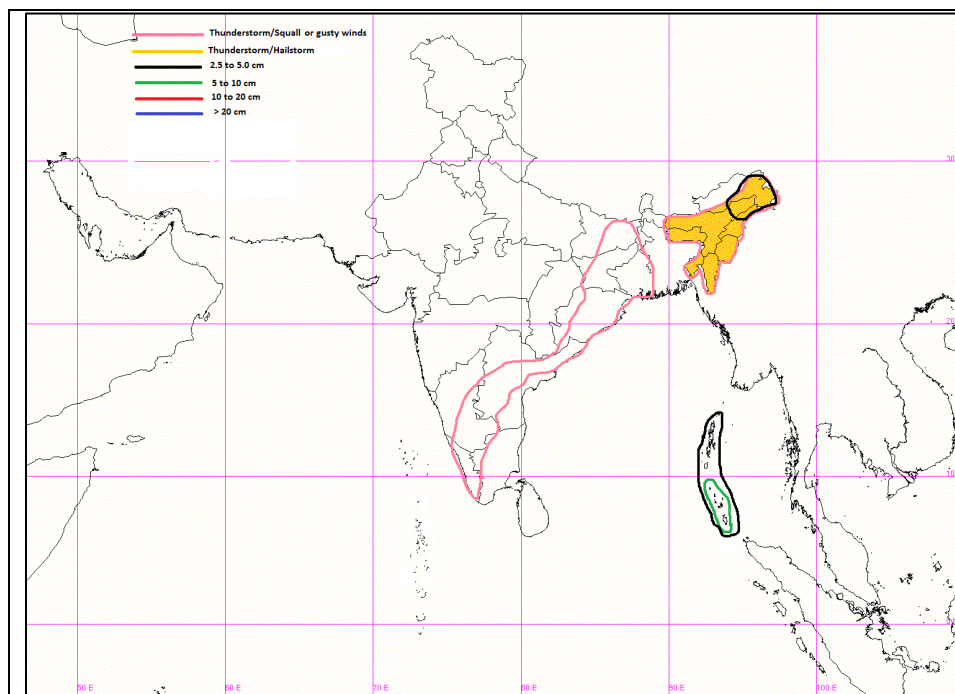 Thunderstorm/Squall or gusty winds
Thunderstorm/Hailstorm
2.5 to 5.0 cm
5 to 10 cm
10 to 20 cm
> 20 cm
30
20
10
50 E
60 E
70 E
80 E
90 E
100 E